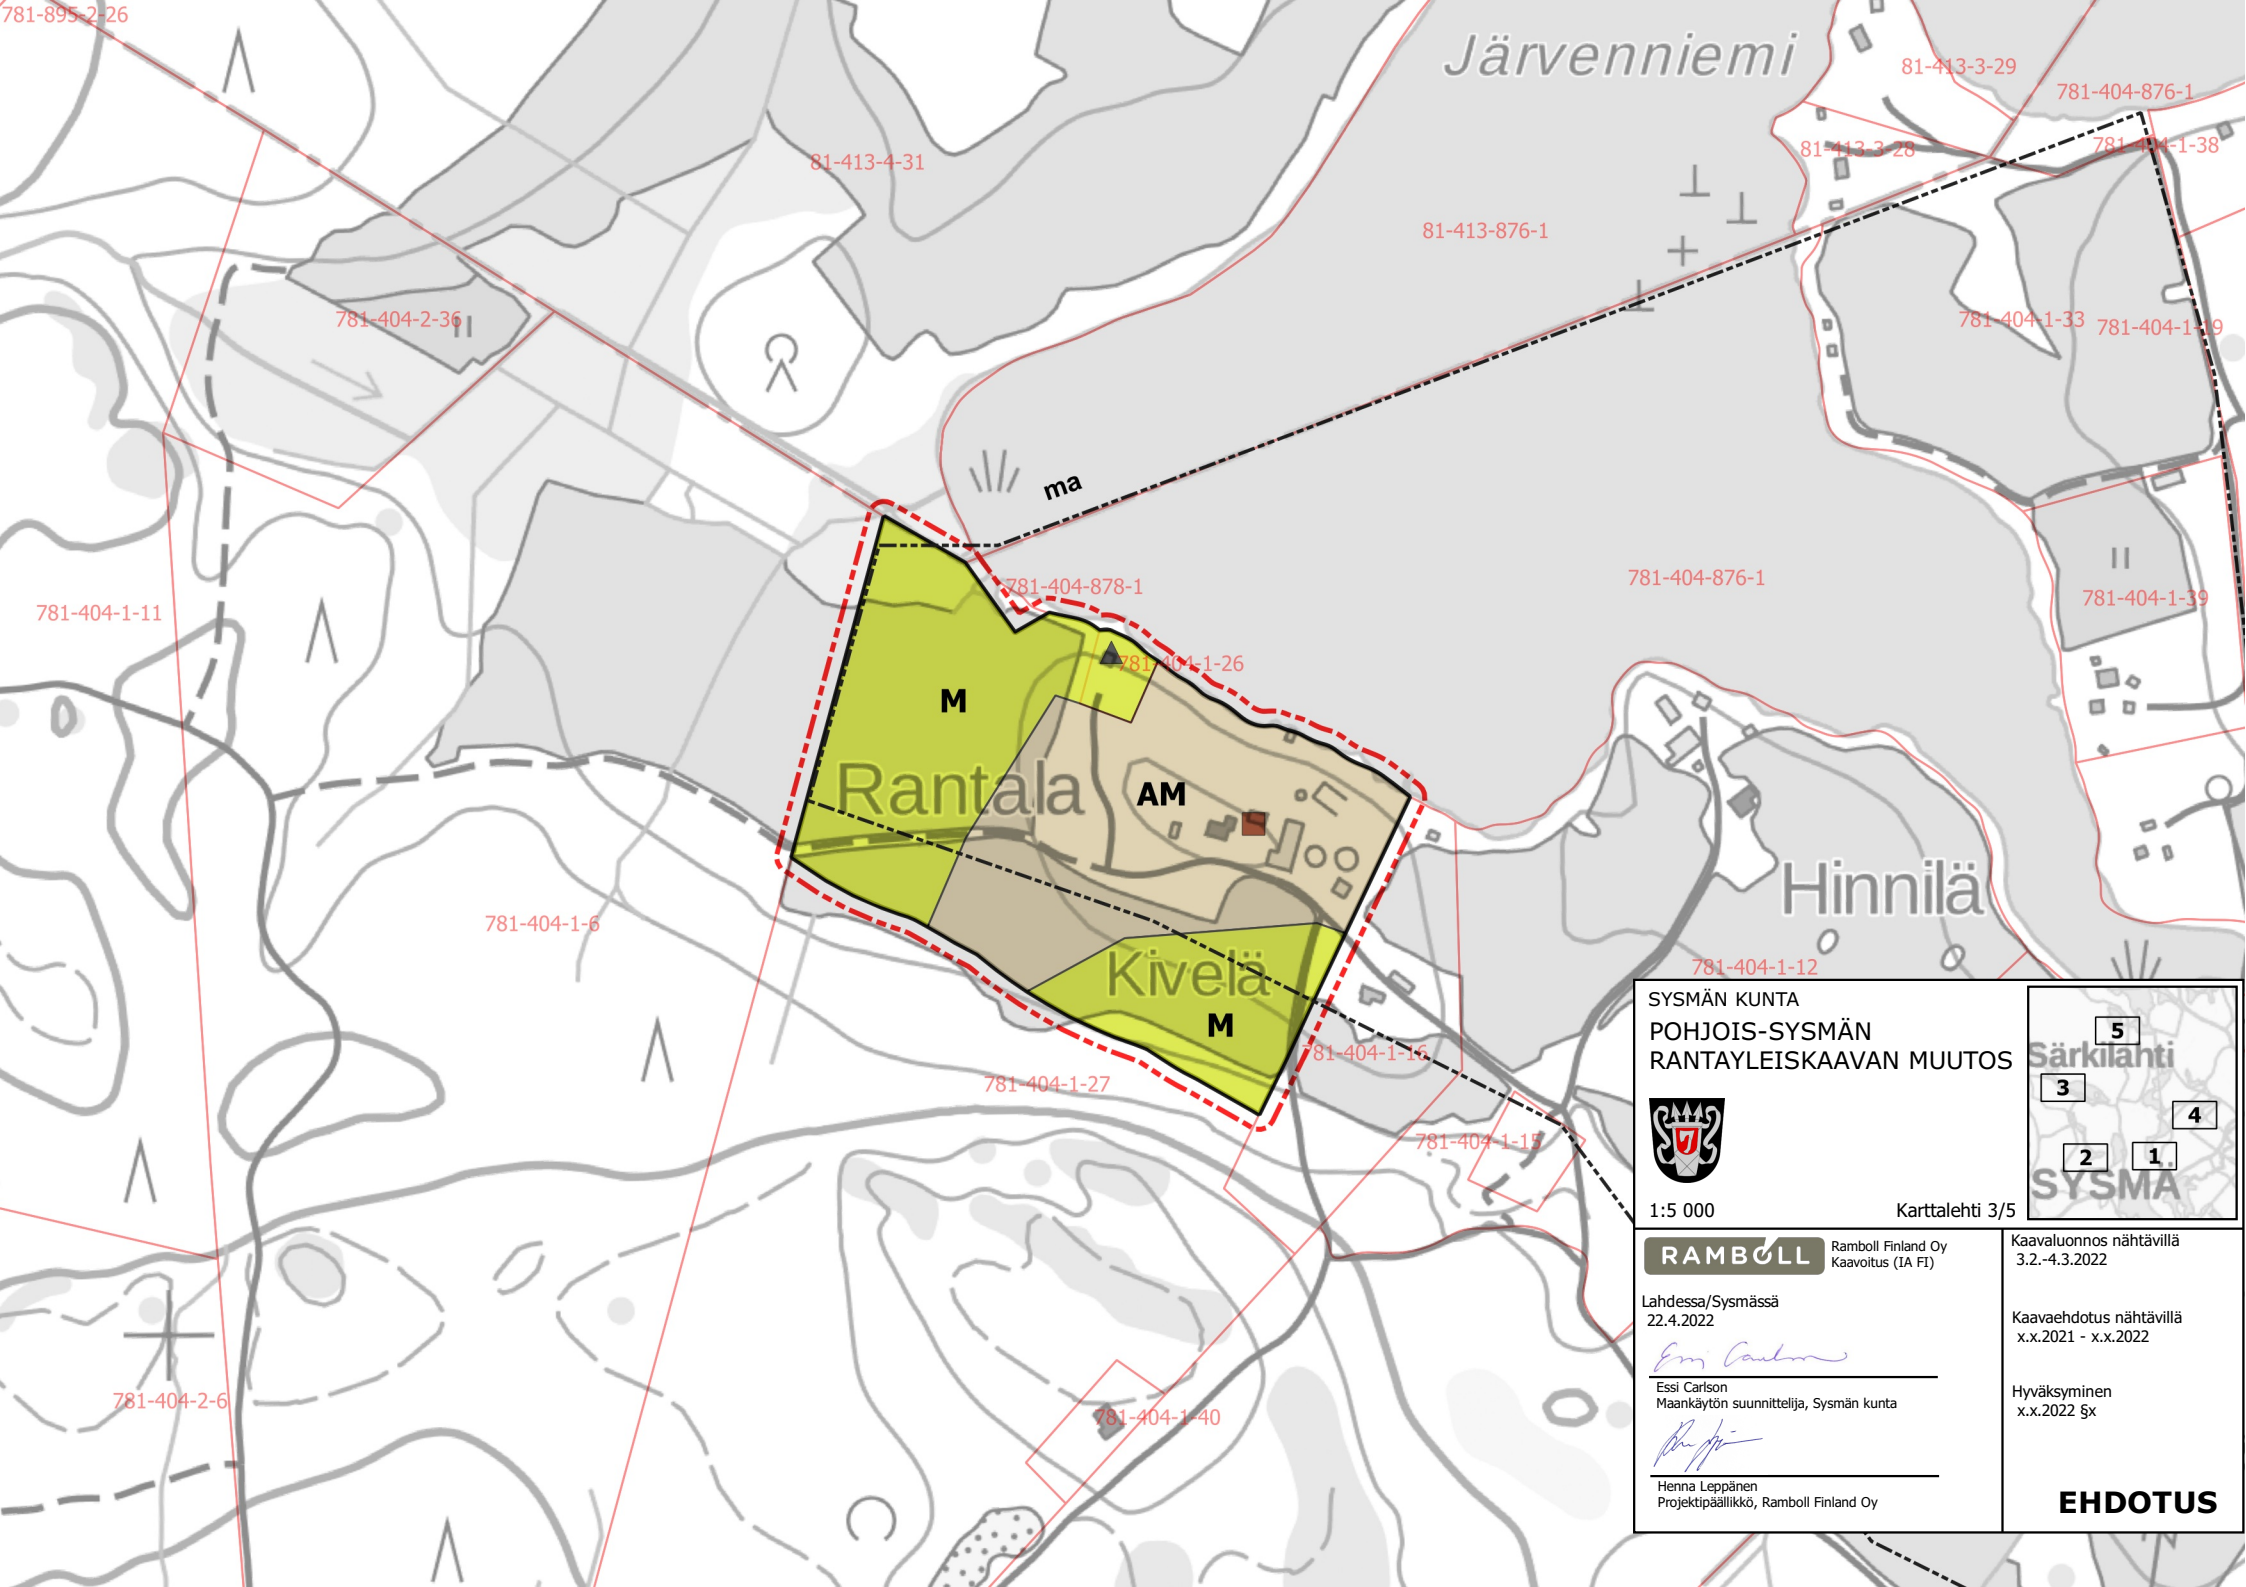 781-895-2-26
Järvenniemi
81-413-3-29
781-404-876-1
781-404-1-38
81-413-3-28
81-413-4-31
81-413-876-1
781-404-2-36
781-404-1-33
781-404-1-19
ma
781-404-878-1
781-404-876-1
781-404-1-39
781-404-1-11
781-404-1-26
M
Rantala
AM
Hinnilä
781-404-1-6
Kivelä
M
781-404-1-12
781-404-1-16
781-404-1-27
781-404-1-15
781-404-2-6
781-404-1-40
SYSMÄN KUNTA
POHJOIS-SYSMÄN
RANTAYLEISKAAVAN MUUTOS
1:5 000
Karttalehti 3/5
5
Särkilahti
3
4
2
1
SYSMÄ
RAMBOLL
Ramboll Finland Oy
Kaavoitus (IA FI)
Lahdessa/Sysmässä
22.4.2022
Essi Carlson
Essi Carlson
Maankäytön suunnittelija, Sysmän kunta
Henna Leppänen
Projektipäällikkö, Ramboll Finland Oy
Kaavaluonnos nähtävillä
3.2.-4.3.2022
Kaavaehdotus nähtävillä
x.x.2021 - x.x.2022
Hyväksyminen
x.x.2022 §x
EHDOTUS